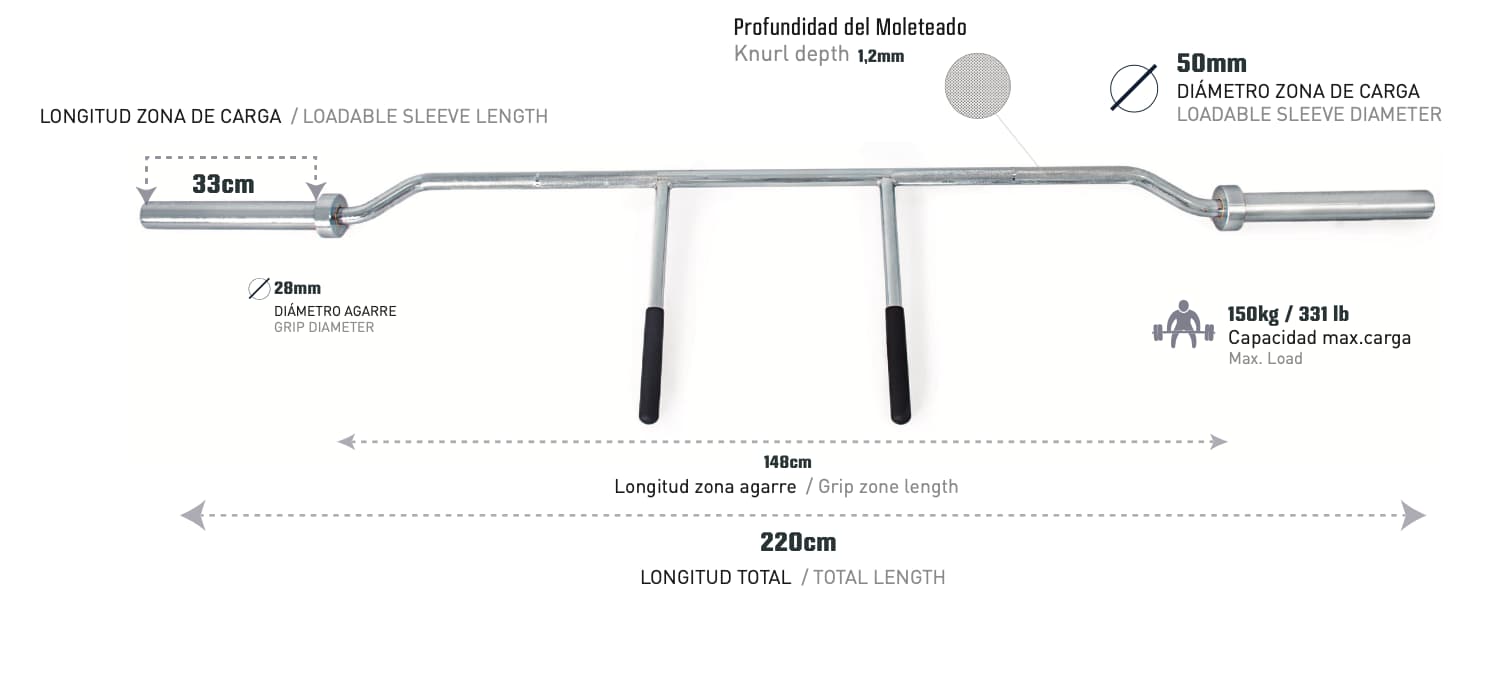 Profundidad del Moleteado
Knurl depth 1,2mm
50mm
DIÁMETRO ZONA DE CARGA
LOADABLE SLEEVE DIAMETER
LONGITUD ZONA DE CARGA / LOADABLE SLEEVE LENGTH
33cm
28mm
DIÁMETRO AGARRE
GRIP DIAMETER
150kg / 331 lb
Capacidad max.carga
Max. Load
148cm
Longitud zona agarre / Grip zone length
220cm
LONGITUD TOTAL / TOTAL LENGTH